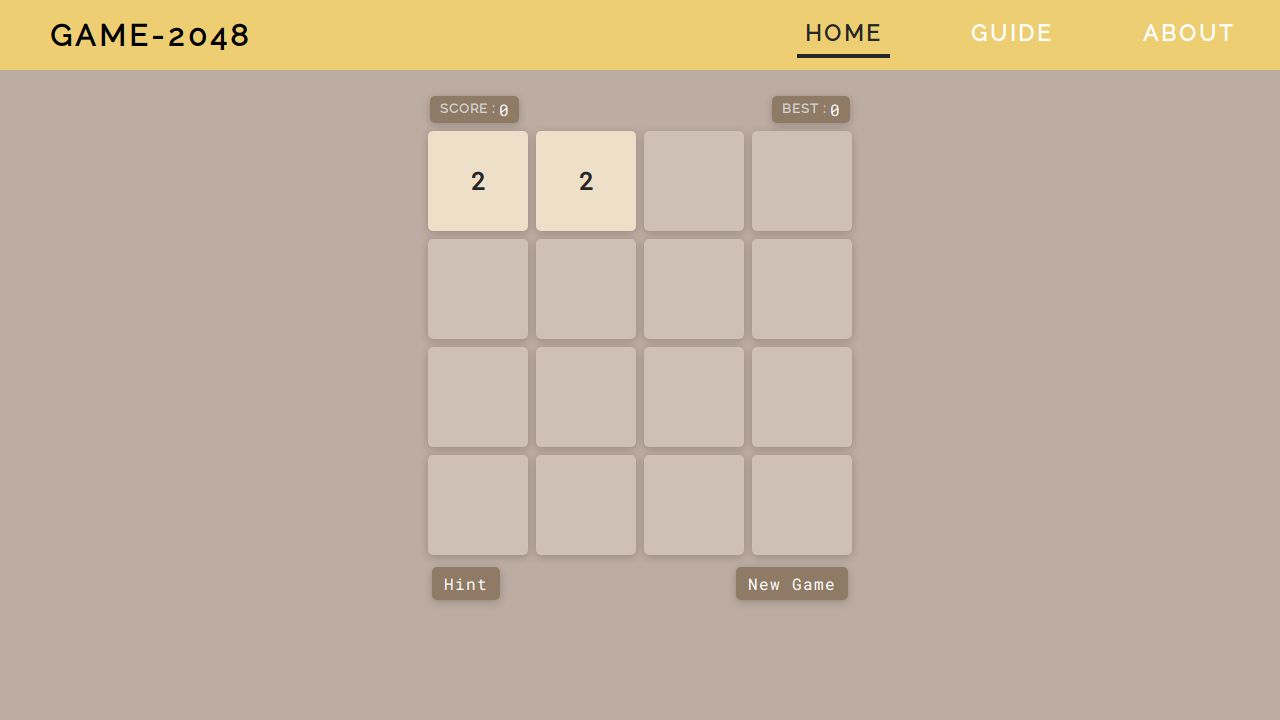 GAME-2048
HOME GUIDE ABOUT
SCORE : 0
BEST : 0
2 2
Hint
New Game